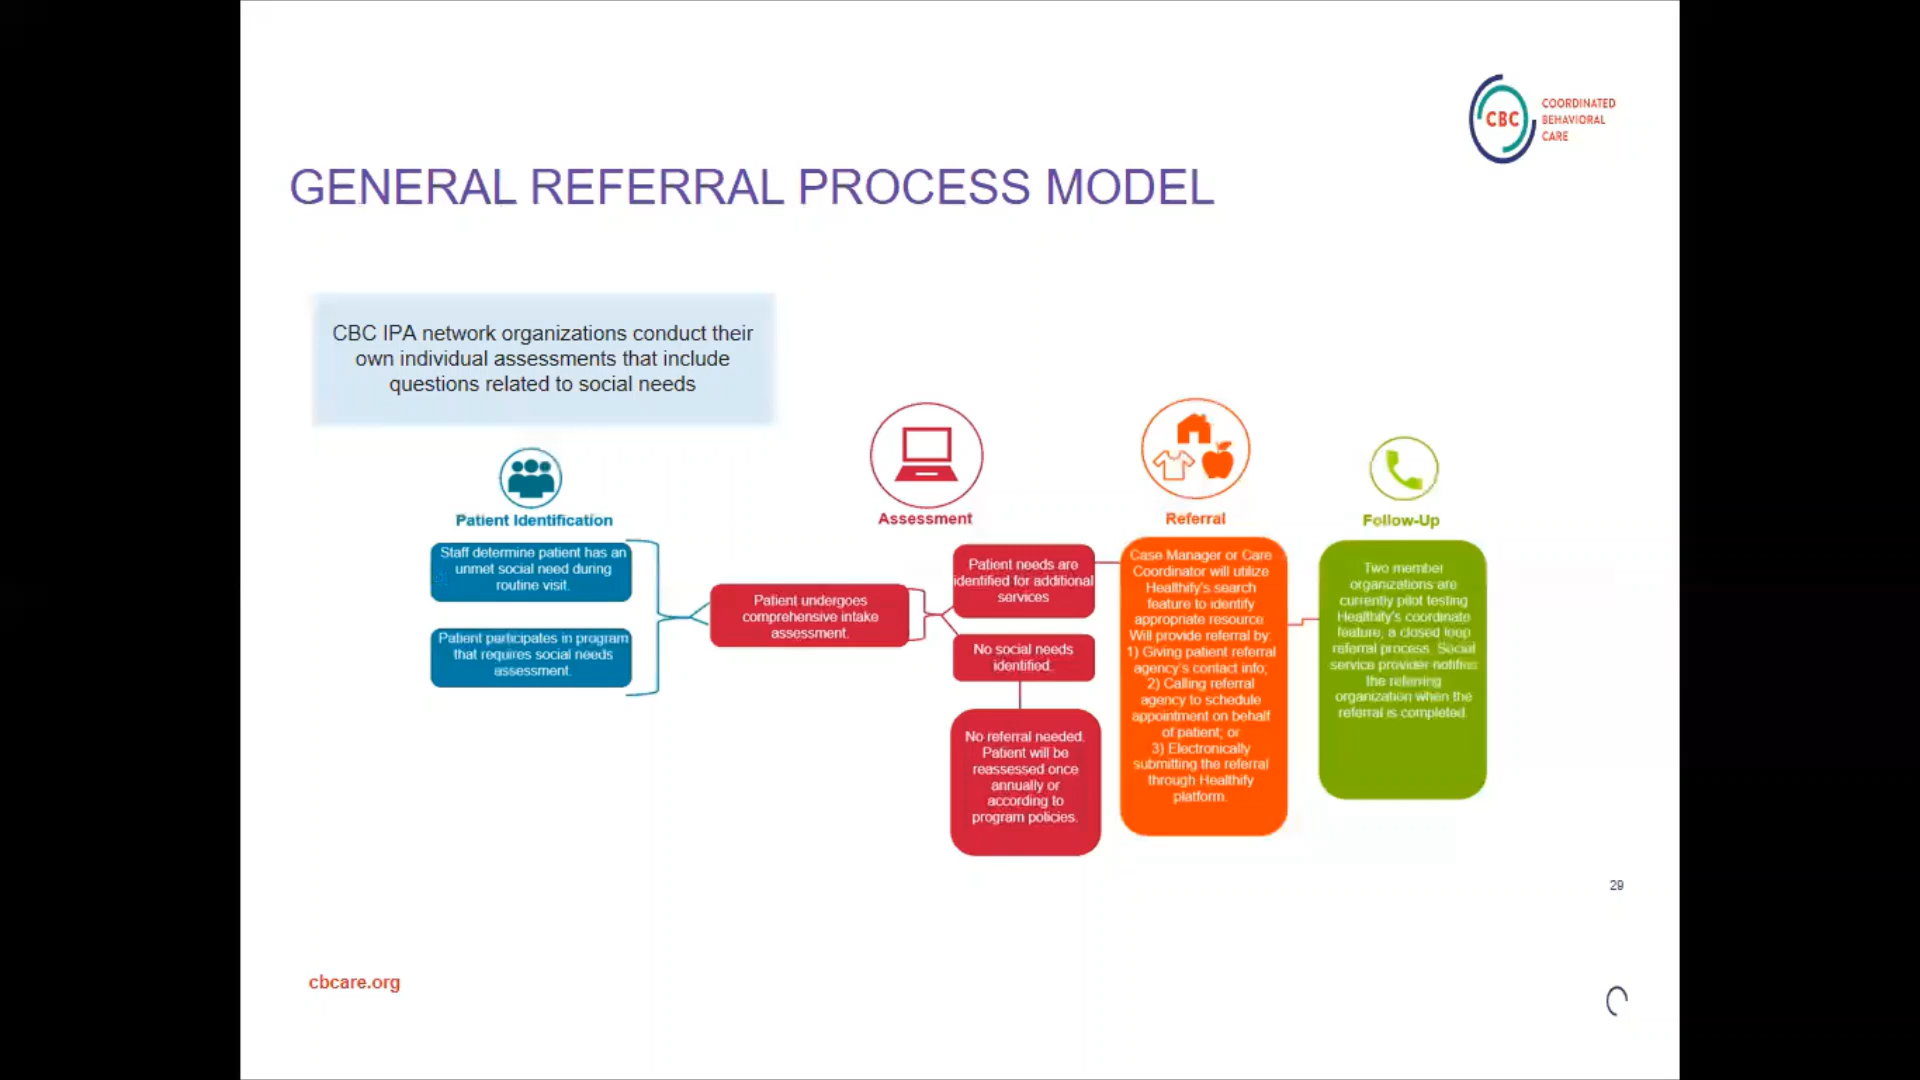 CBC
COORDINATED
BEHAVIORAL
CARE
GENERAL REFERRAL PROCESS MODEL
CBC IPA network organizations conduct their
own individual assessments that include
questions related to social needs
Patient Identification
Staff determine patient has an
unmet social need during
routine visit.
Patient participates in program
that requires social needs
assessment.
Assessment
Patient undergoes
comprehensive intake
assessment.
Patient needs are
identified for additional
services
No social needs
identified.
No referral needed.
Patient will be
reassessed once
annually or
according to
program policies.
Referral
Case Manager or Care
Coordinator will utilize
Healthify's search
feature to identify
appropriate resource
Will provide referral by:
1) Giving patient referral
agency's contact info;
2) Calling referral
agency to schedule
appointment on behalf
of patient; or
3) Electronically
submitting the referral
through Healthify
platform.
Follow-Up
Two member
organizations are
currently pilot testing
Healthify's coordinate
feature, a closed loop
referral process. Social
service provider notifies
the referring
organization when the
referral is completed.
29
cbcare.org